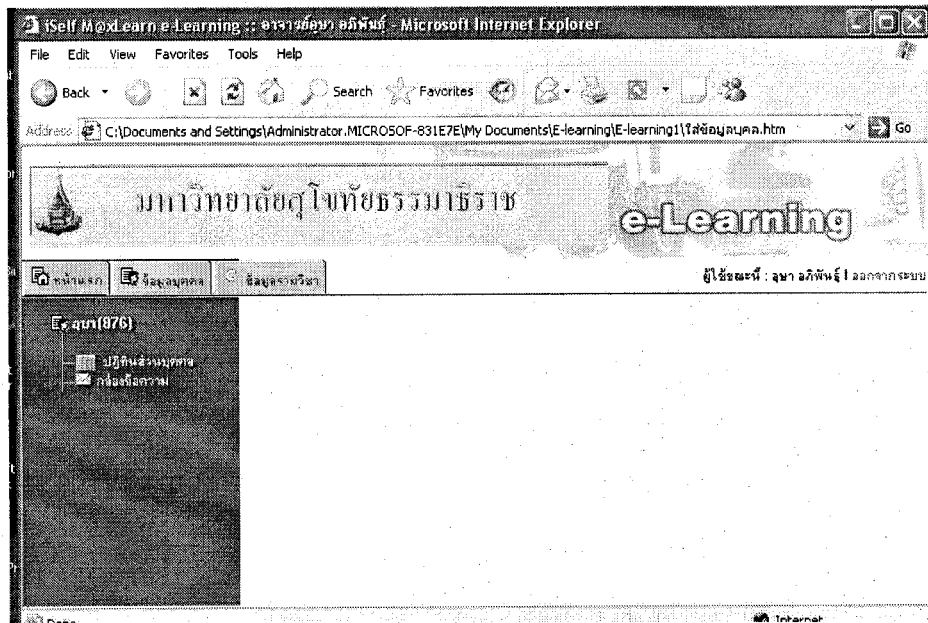 iSelf M@xLearn e-Learning :: อาจารย์อุษา อภิพันธุ์ - Microsoft Internet Explorer
File Edit View Favorites Tools Help
Back Search Favorites
Address C:\Documents and Settings\Administrator.MICROSOF-831E7E\My Documents\E-learning\E-learning1\ใส่ข้อมูลบุคล.htm Go
มหาวิทยาลัยสุโขทัยธรรมาธิราช
e-Learning
หน้าแรก ข้อมูลบุคคล ข้อมูลรายวิชา
ผู้ใช้ขณะนี้ : อุษา อภิพันธุ์ | ออกจากระบบ
อุษา(876)
ปฏิทินส่วนบุคคล
กล่องข้อความ
Done Internet